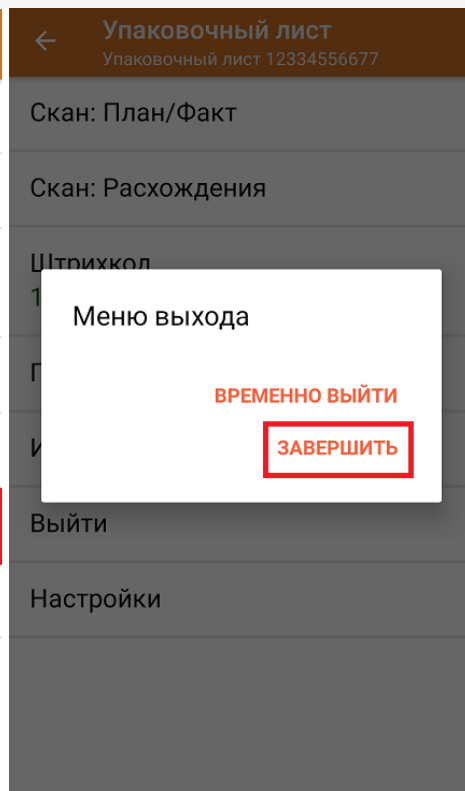 Упаковочный лист
Упаковочный лист 12334556677
Скан: План/Факт
Скан: Расхождения
Штрихкод
Меню выхода
ВРЕМЕННО ВЫЙТИ
ЗАВЕРШИТЬ
Выйти
Настройки